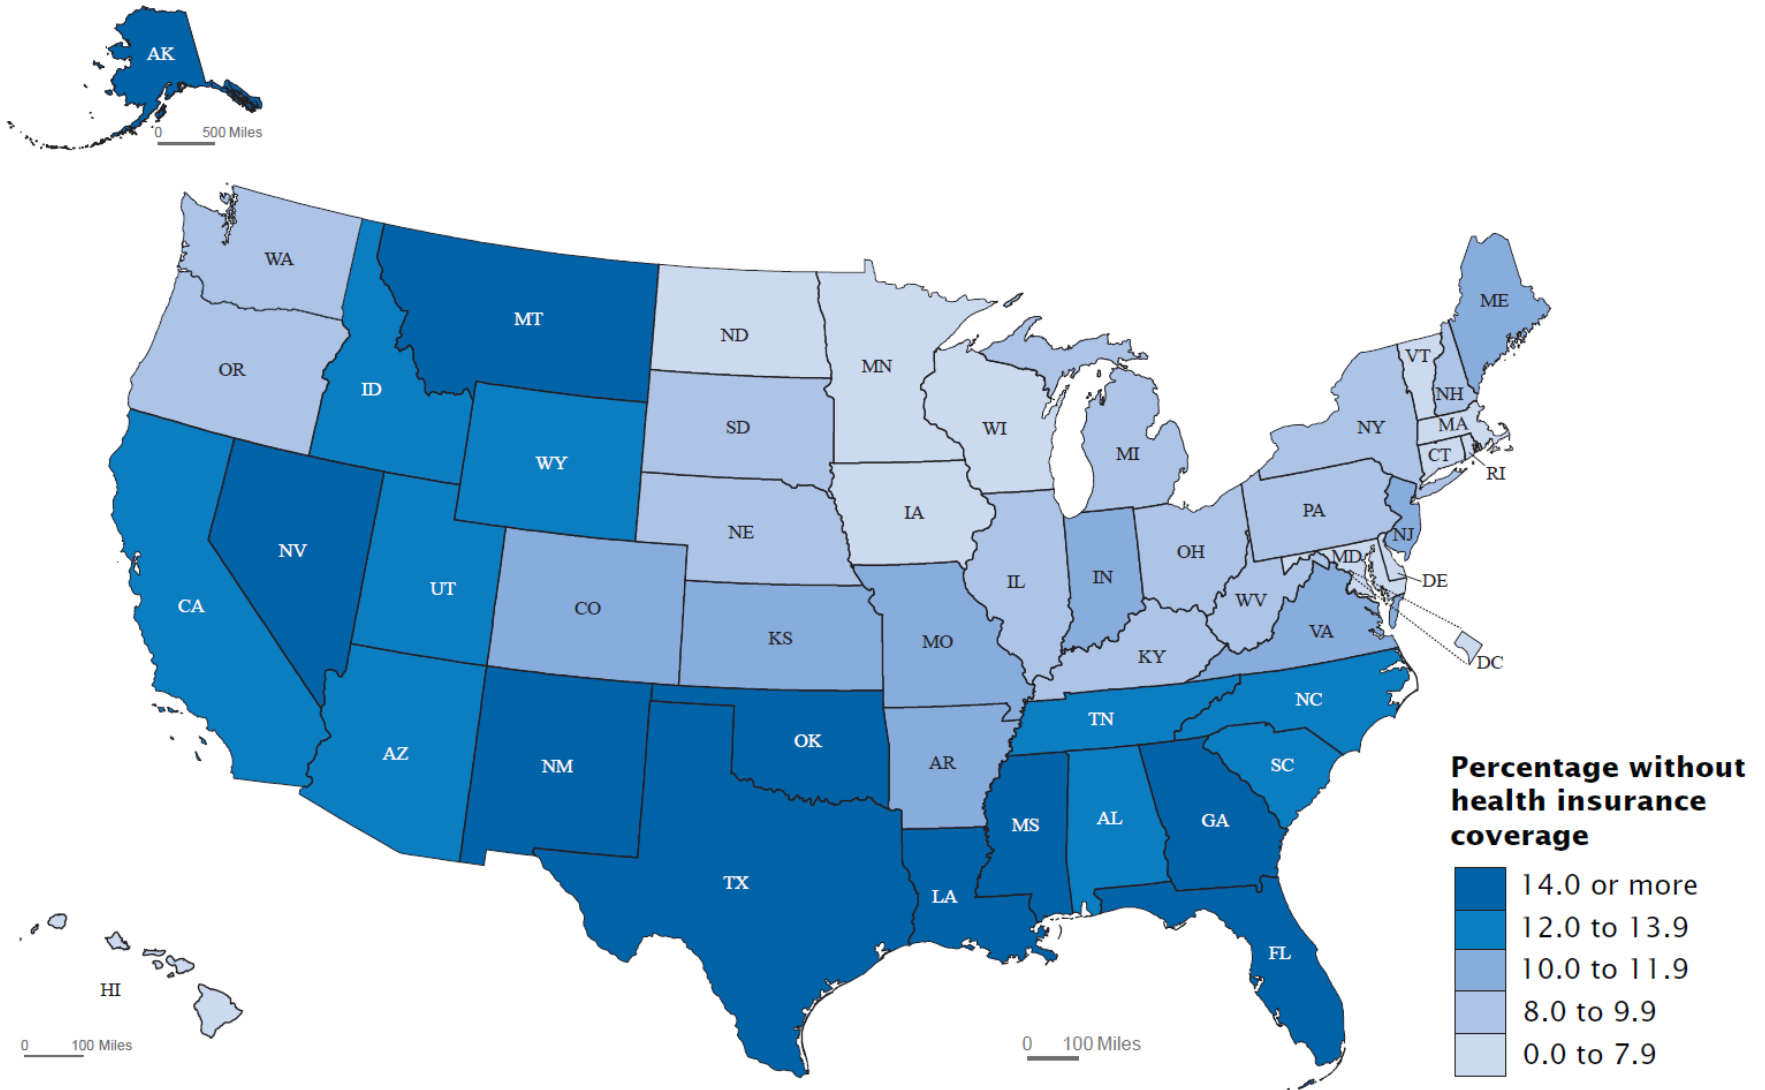 AK
0 500 Miles
WA
ME
MT
ND
OR
MN
VT
ID
NH
SD
WI
NY
MA
MI
CT
WY
RI
IA
PA
NE
NJ
NV
OH
MD
IL
IN
DE
UT
CO
WV
CA
KS
MO
VA
KY
DC
NC
TN
OK
AZ
NM
AR
SC
Percentage without
health insurance
coverage
MS
AL
GA
TX
LA
14.0 or more
12.0 to 13.9
FL
10.0 to 11.9
HI
8.0 to 9.9
0 100 Miles
0 100 Miles
0.0 to 7.9